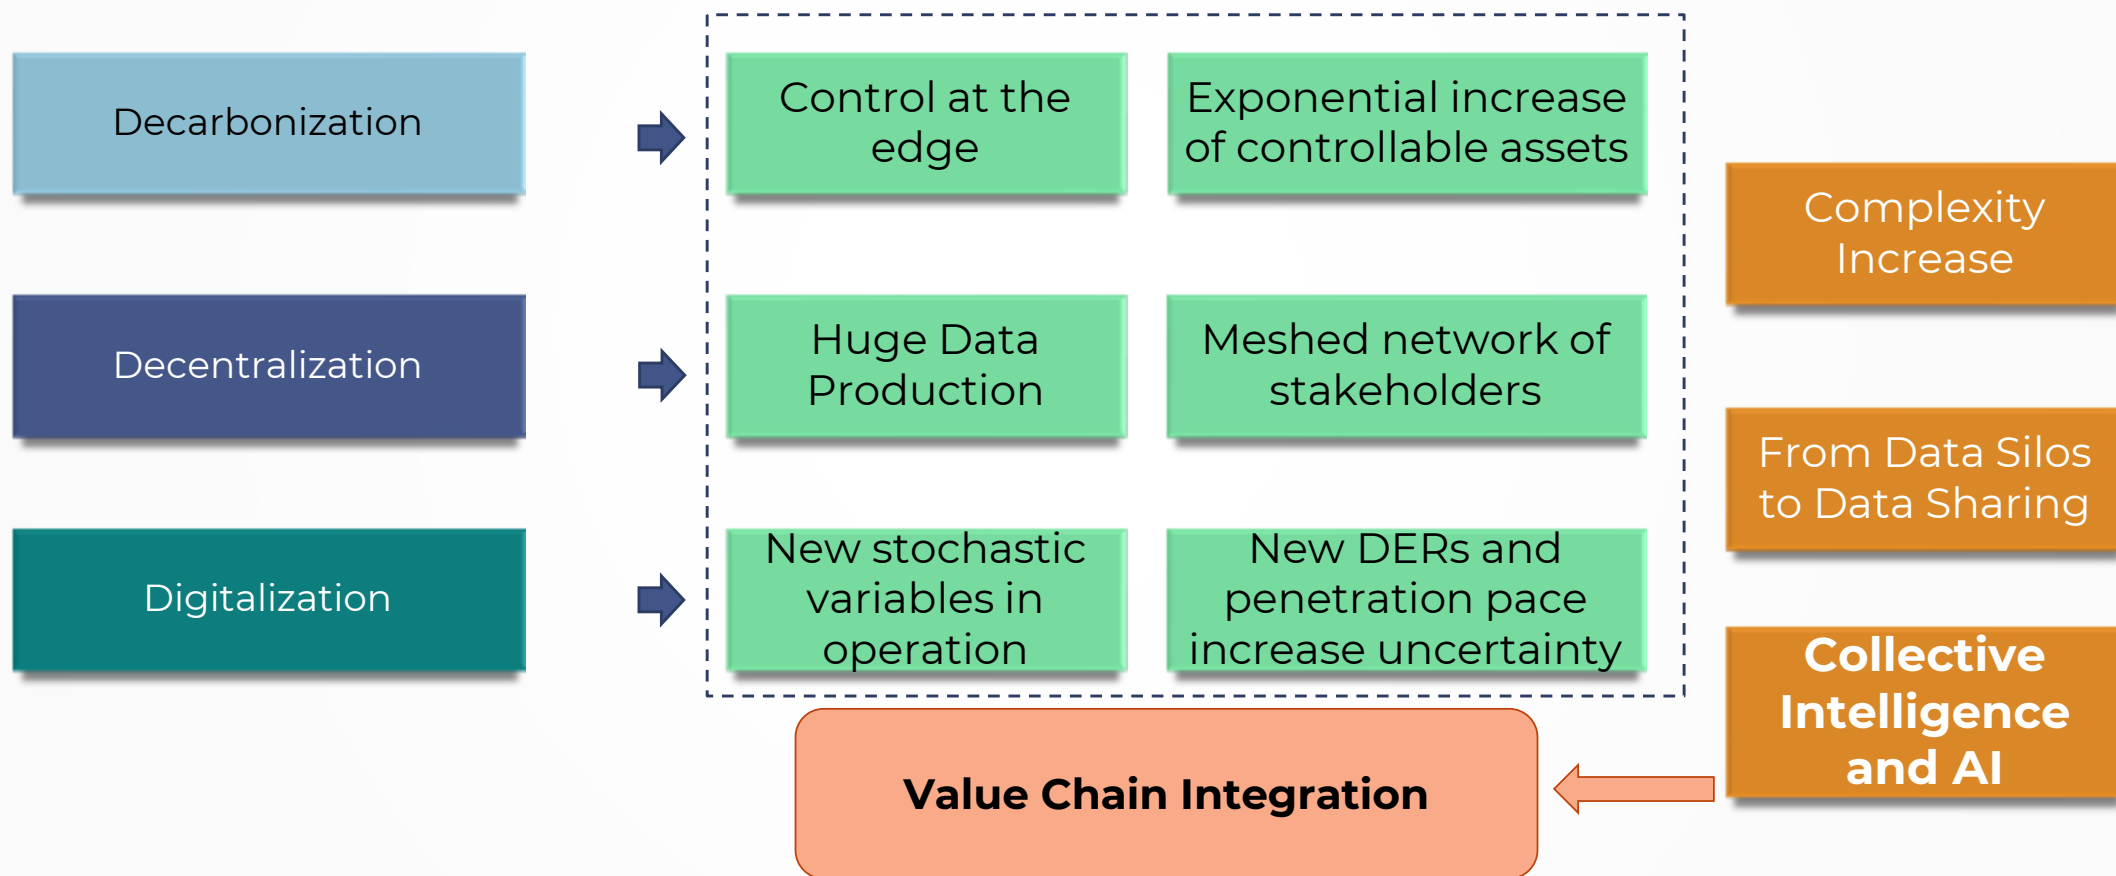 Decarbonization
Control at the
edge
Exponential increase
of controllable assets
Complexity
Increase
Decentralization
Huge Data
Production
Meshed network of
stakeholders
From Data Silos
to Data Sharing
Digitalization
New stochastic
variables in
operation
New DERs and
penetration pace
increase uncertainty
Collective
Intelligence
and AI
Value Chain Integration